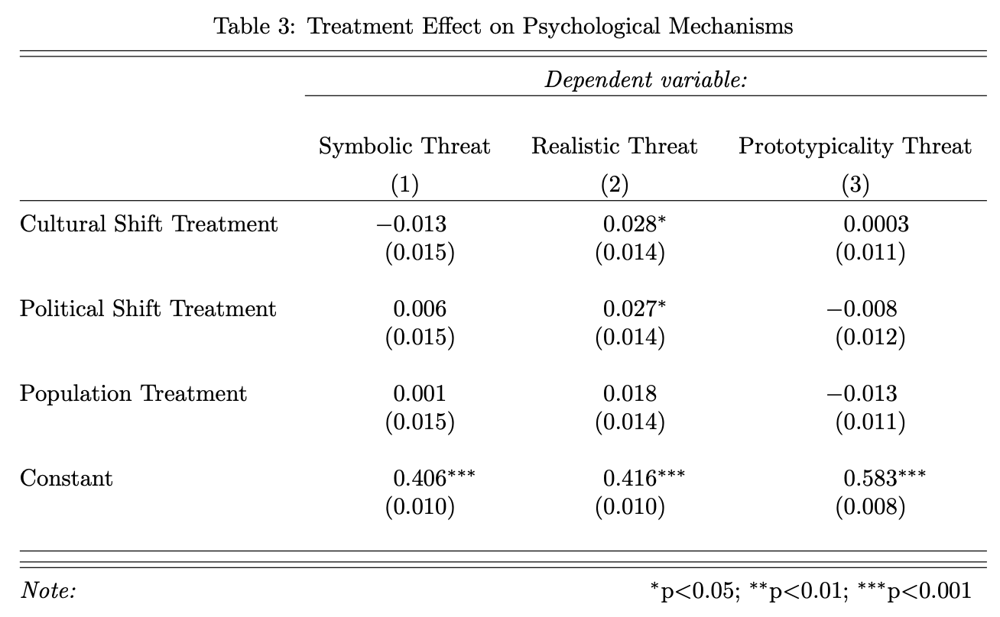 Table 3: Treatment Effect on Psychological Mechanisms
Dependent variable:
Symbolic Threat Realistic Threat Prototypicality Threat
(1) (2) (3)
Cultural Shift Treatment −0.013 0.028* 0.0003
(0.015) (0.014) (0.011)
Political Shift Treatment 0.006 0.027* −0.008
(0.015) (0.014) (0.012)
Population Treatment 0.001 0.018 −0.013
(0.015) (0.014) (0.011)
Constant 0.406*** 0.416*** 0.583***
(0.010) (0.010) (0.008)
Note: *p<0.05; **p<0.01; ***p<0.001